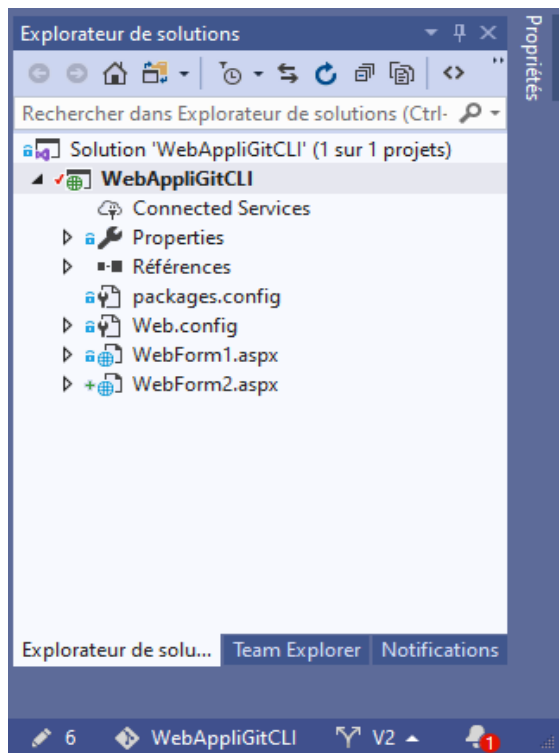 Explorateur de solutions
Propriétés
Rechercher dans Explorateur de solutions (Ctrl-
Solution 'WebAppliGitCLI' (1 sur 1 projets)
WebAppliGitCLI
Connected Services
Properties
Références
packages.config
Web.config
WebForm1.aspx
WebForm2.aspx
Explorateur de solu... Team Explorer Notifications
6 WebAppliGitCLI V2 1